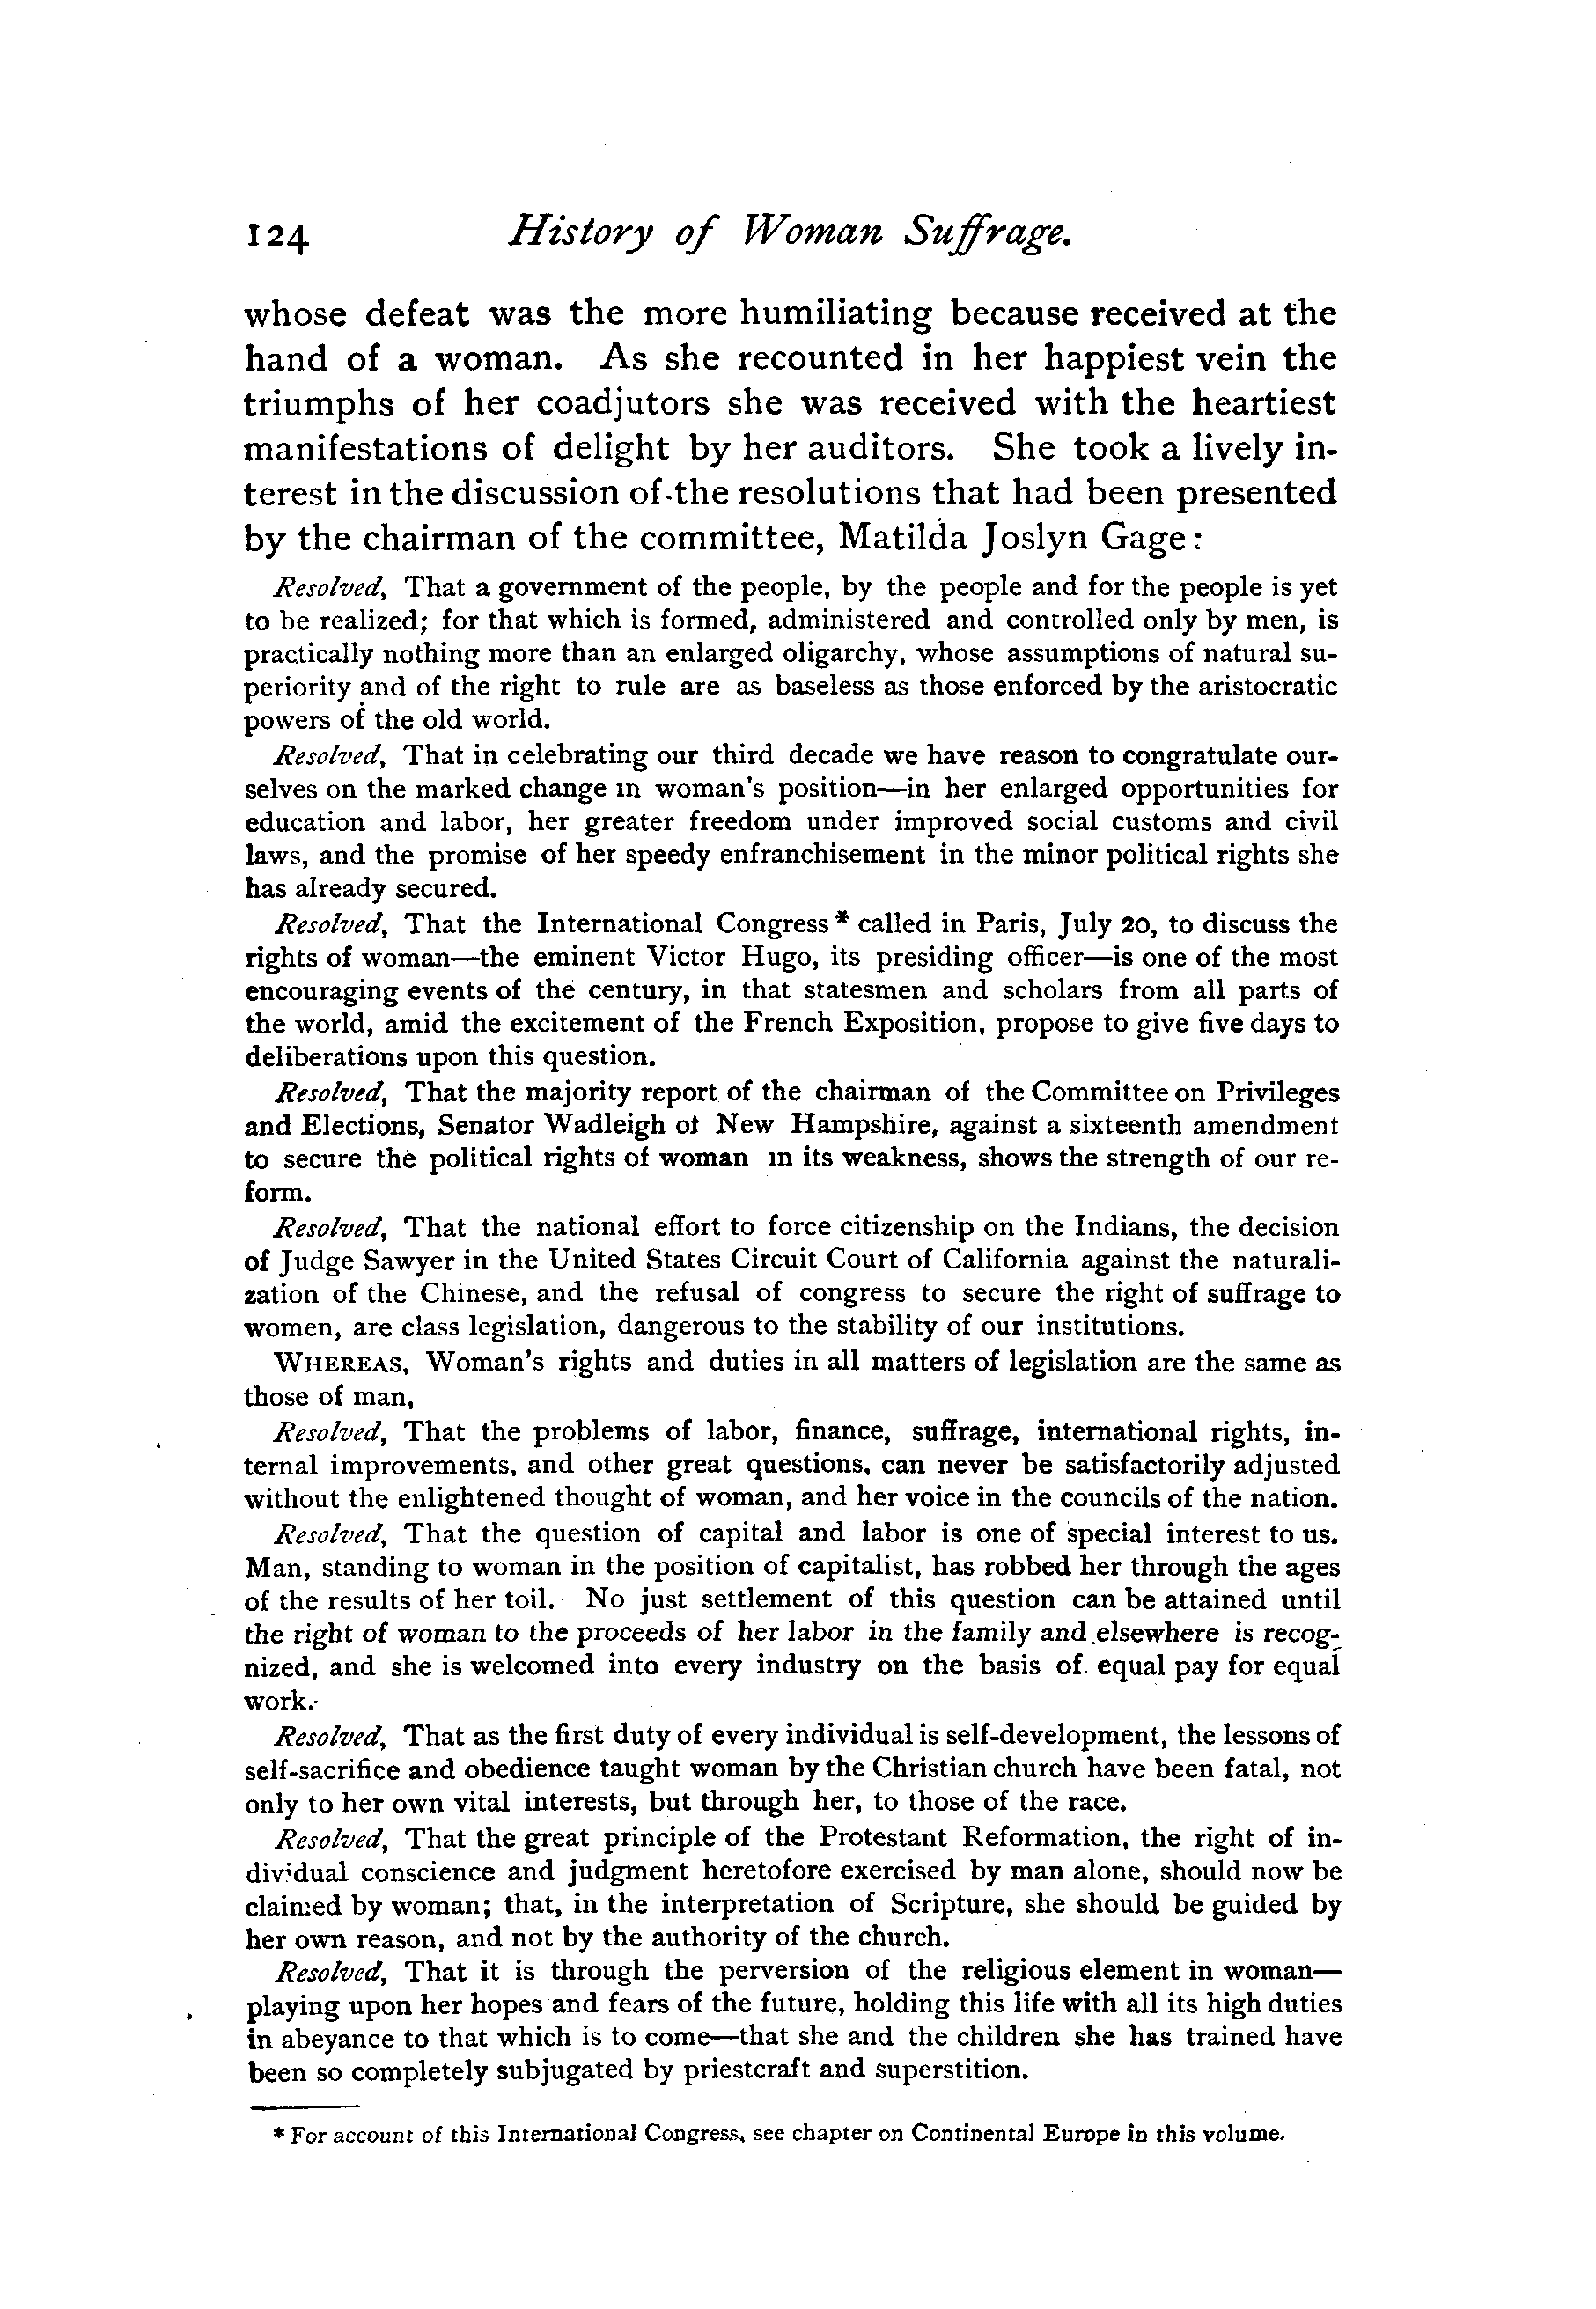 124 History of Woman Suffrage.
whose defeat was the more humiliating because received at the
hand of a woman. As she recounted in her happiest vein the
triumphs of her coadjutors she was received with the heartiest
manifestations of delight by her auditors. She took a lively in-
terest in the discussion of the resolutions that had been presented
by the chairman of the committee, Matilda Joslyn Gage:
Resolved, That a government of the people, by the people and for the people is yet
to be realized; for that which is formed, administered and controlled only by men, is
practically nothing more than an enlarged oligarchy, whose assumptions of natural su-
periority and of the right to rule are as baseless as those enforced by the aristocratic
powers of the old world.
Resolved, That in celebrating our third decade we have reason to congratulate our-
selves on the marked change in woman's position—in her enlarged opportunities for
education and labor, her greater freedom under improved social customs and civil
laws, and the promise of her speedy enfranchisement in the minor political rights she
has already secured.
Resolved, That the International Congress* called in Paris, July 20, to discuss the
rights of woman—the eminent Victor Hugo, its presiding officer—is one of the most
encouraging events of the century, in that statesmen and scholars from all parts of
the world, amid the excitement of the French Exposition, propose to give five days to
deliberations upon this question.
Resolved, That the majority report of the chairman of the Committee on Privileges
and Elections, Senator Wadleigh of New Hampshire, against a sixteenth amendment
to secure the political rights of woman in its weakness, shows the strength of our re-
form.
Resolved, That the national effort to force citizenship on the Indians, the decision
of Judge Sawyer in the United States Circuit Court of California against the naturali-
zation of the Chinese, and the refusal of congress to secure the right of suffrage to
women, are class legislation, dangerous to the stability of our institutions.
WHEREAS, Woman's rights and duties in all matters of legislation are the same as
those of man,
Resolved, That the problems of labor, finance, suffrage, international rights, in-
ternal improvements, and other great questions, can never be satisfactorily adjusted
without the enlightened thought of woman, and her voice in the councils of the nation.
Resolved, That the question of capital and labor is one of special interest to us.
Man, standing to woman in the position of capitalist, has robbed her through the ages
of the results of her toil. No just settlement of this question can be attained until
the right of woman to the proceeds of her labor in the family and elsewhere is recog-
nized, and she is welcomed into every industry on the basis of equal pay for equal
work.
Resolved, That as the first duty of every individual is self-development, the lessons of
self-sacrifice and obedience taught woman by the Christian church have been fatal, not
only to her own vital interests, but through her, to those of the race.
Resolved, That the great principle of the Protestant Reformation, the right of in-
dividual conscience and judgment heretofore exercised by man alone, should now be
claimed by woman; that, in the interpretation of Scripture, she should be guided by
her own reason, and not by the authority of the church.
Resolved, That it is through the perversion of the religious element in woman—
playing upon her hopes and fears of the future, holding this life with all its high duties
in abeyance to that which is to come—that she and the children she has trained have
been so completely subjugated by priestcraft and superstition.
* For account of this International Congress, see chapter on Continental Europe in this volume.